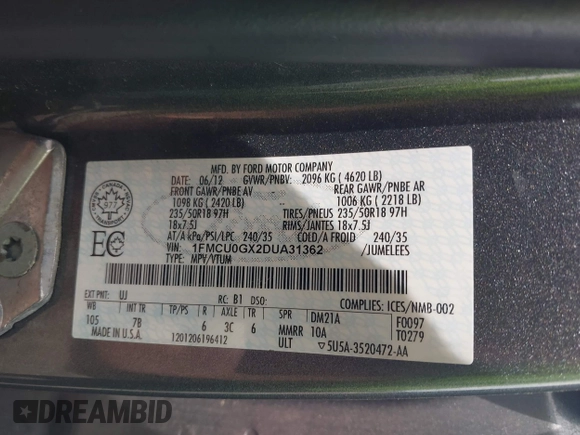 MFD. BY FORD MOTOR COMPANY
DATE: 06/12 GVWR/PNBV: 2096 KG ( 4620 LB)
FRONT GAWR/PNBE AV REAR GAWR/PNBE AR
1098 KG ( 2420 LB) 1006 KG ( 2218 LB)
235/50R18 97H TIRES/PNEUS 235/50R18 97H
18x7.5J RIMS/JANTES 18x7.5J
AT/A kPa/PSI/LPC 240/35 COLD/A FROID 240/35
VIN: 1FMCU0GX2DUA31362 /JUMELEES
TYPE: MPV/VTUM
977
EC
EXT PNT: UJ RC: B1 DSO: COMPLIES: ICES/NMB-002
WB INT TR TP/PS R AXLE TR SPR DM21A F0097
105 7B 6 3C 6 MMRR 10A T0279
MADE IN U.S.A. 1201206196412 ULT 5U5A-3520472-AA
DREAMBID